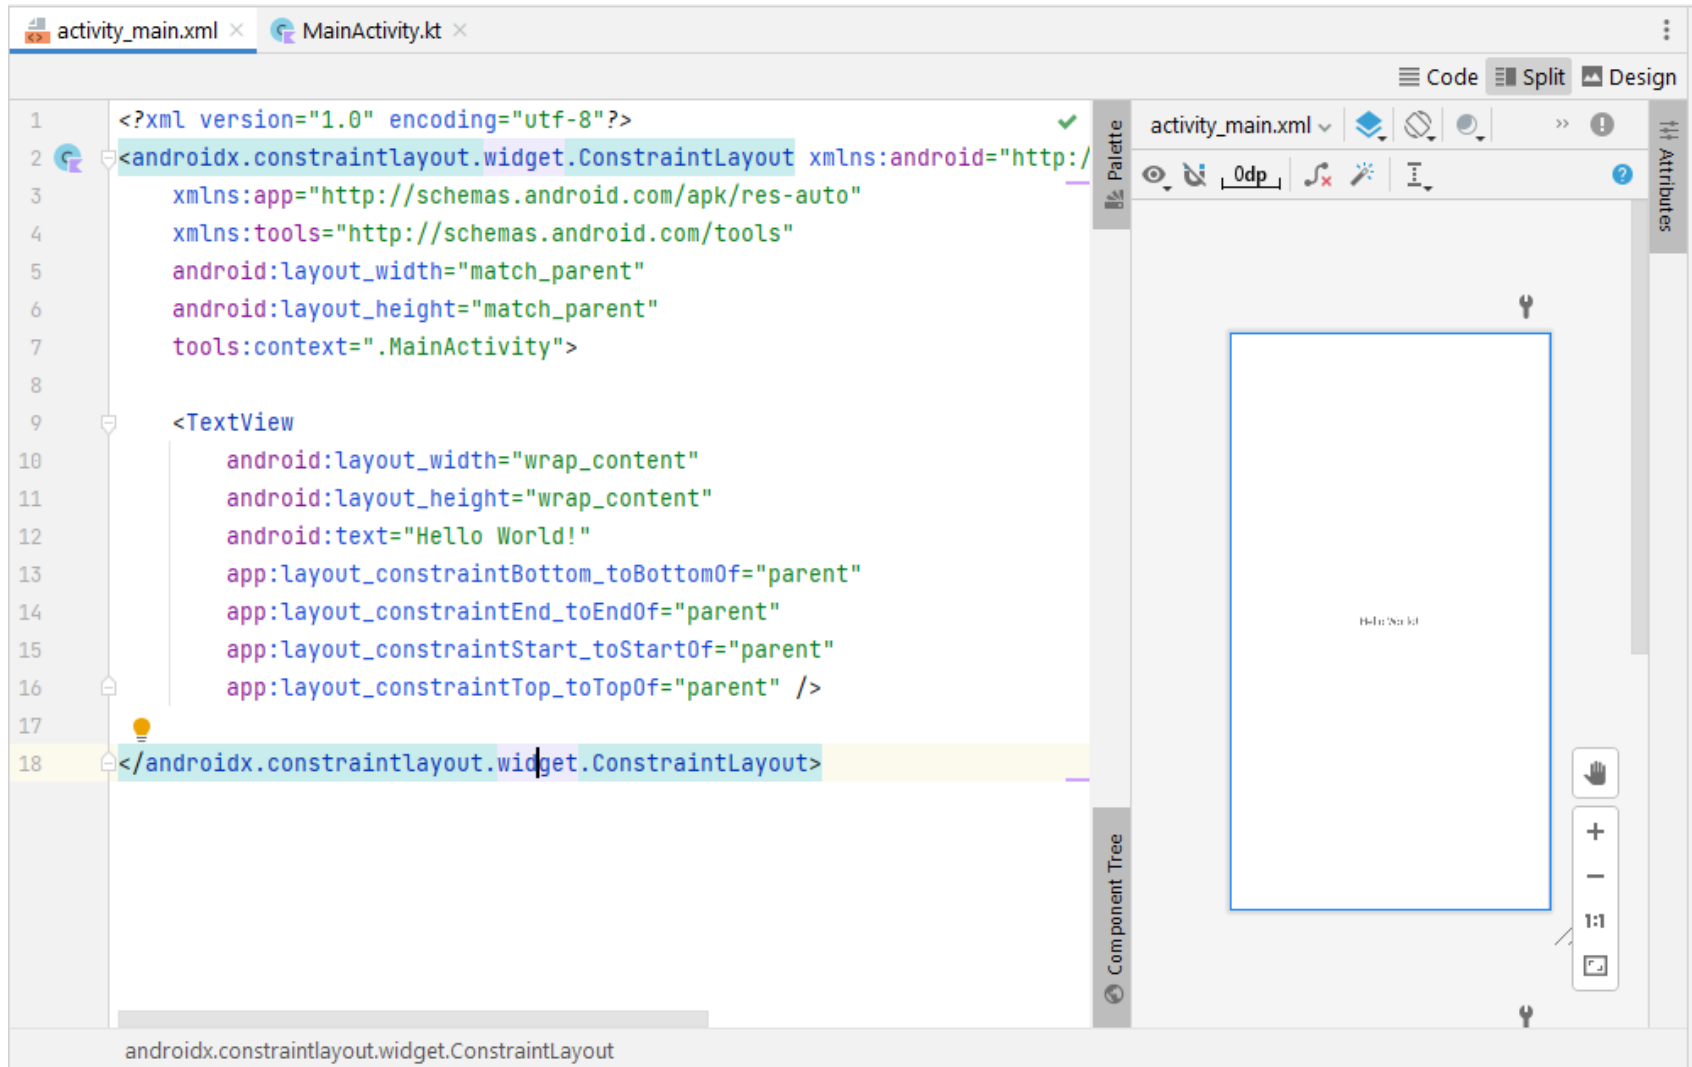 activity_main.xml
MainActivity.kt
Code Split Design
1 <?xml version="1.0" encoding="utf-8"?>
2 <androidx.constraintlayout.widget.ConstraintLayout xmlns:android="http:/
3 xmlns:app="http://schemas.android.com/apk/res-auto"
4 xmlns:tools="http://schemas.android.com/tools"
5 android:layout_width="match_parent"
6 android:layout_height="match_parent"
7 tools:context=".MainActivity">
8
9 <TextView
10 android:layout_width="wrap_content"
11 android:layout_height="wrap_content"
12 android:text="Hello World!"
13 app:layout_constraintBottom_toBottomOf="parent"
14 app:layout_constraintEnd_toEndOf="parent"
15 app:layout_constraintStart_toStartOf="parent"
16 app:layout_constraintTop_toTopOf="parent" />
17
18 </androidx.constraintlayout.widget.ConstraintLayout>
androidx.constraintlayout.widget.ConstraintLayout
Palette
Component Tree
activity_main.xml
0dp
Hello World!
1:1
Attributes